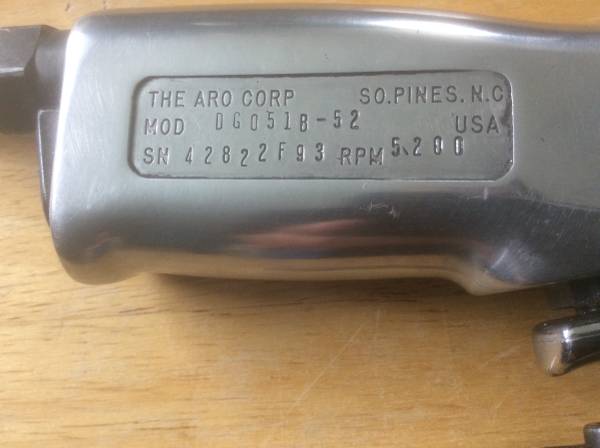 THE ARO CORP SO.PINES. N.C
MOD DG051B-52 USA
SN 42822F93 RPM 5,200